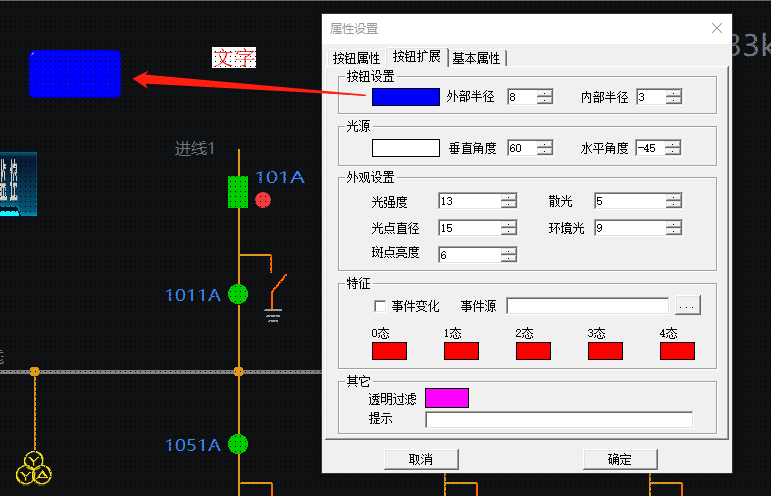 属性设置
33k
文字
按钮属性 按钮扩展 基本属性
按钮设置
外部半径 8 内部半径 3
光源
垂直角度 60 水平角度 -45
外观设置
光强度 13 散光 5
光点直径 15 环境光 9
斑点亮度 6
特征
事件变化 事件源 ...
0态 1态 2态 3态 4态
其它
透明过滤
提示
取消 确定
进线1
101A
1011A
1051A